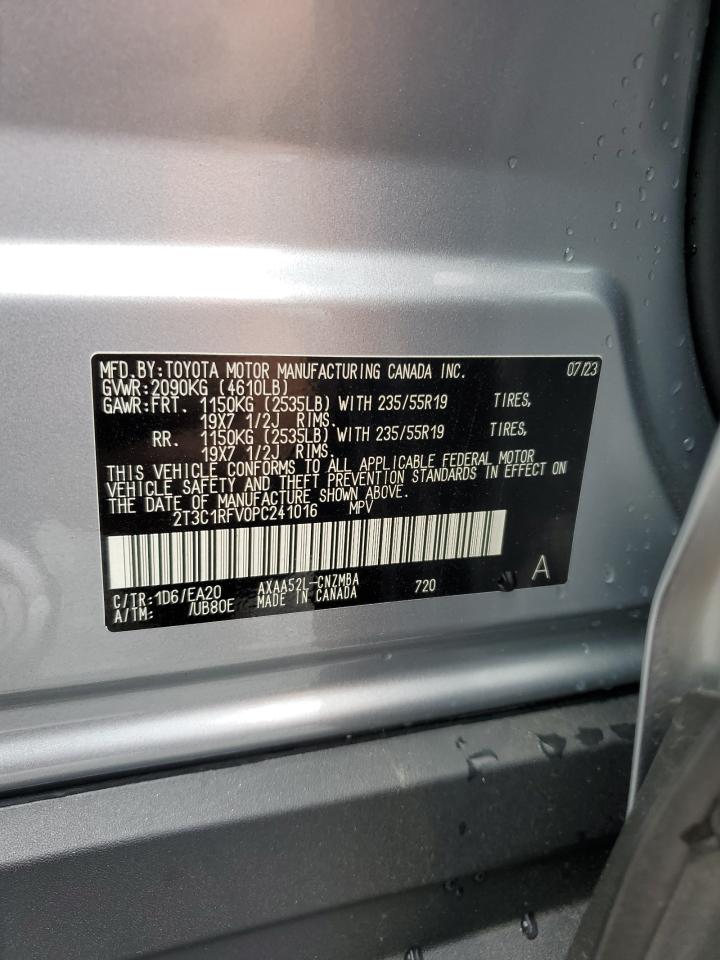 MFD.BY:TOYOTA MOTOR MANUFACTURING CANADA INC. 07/23
GVWR:2090KG (4610LB)
GAWR:FRT. 1150KG (2535LB) WITH 235/55R19 TIRES,
19X7 1/2J RIMS.
RR. 1150KG (2535LB) WITH 235/55R19 TIRES,
19X7 1/2J RIMS.
THIS VEHICLE CONFORMS TO ALL APPLICABLE FEDERAL MOTOR
VEHICLE SAFETY AND THEFT PREVENTION STANDARDS IN EFFECT ON
THE DATE OF MANUFACTURE SHOWN ABOVE.
2T3C1RFV0PC241016 MPV
C/TR:1D6/EA20 AXAA52L-CNZMBA 720 A
A/TM: /UB80E MADE IN CANADA